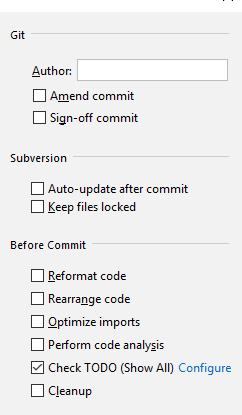 Git
Author:
Amend commit
Sign-off commit
Subversion
Auto-update after commit
Keep files locked
Before Commit
Reformat code
Rearrange code
Optimize imports
Perform code analysis
Check TODO (Show All) Configure
Cleanup